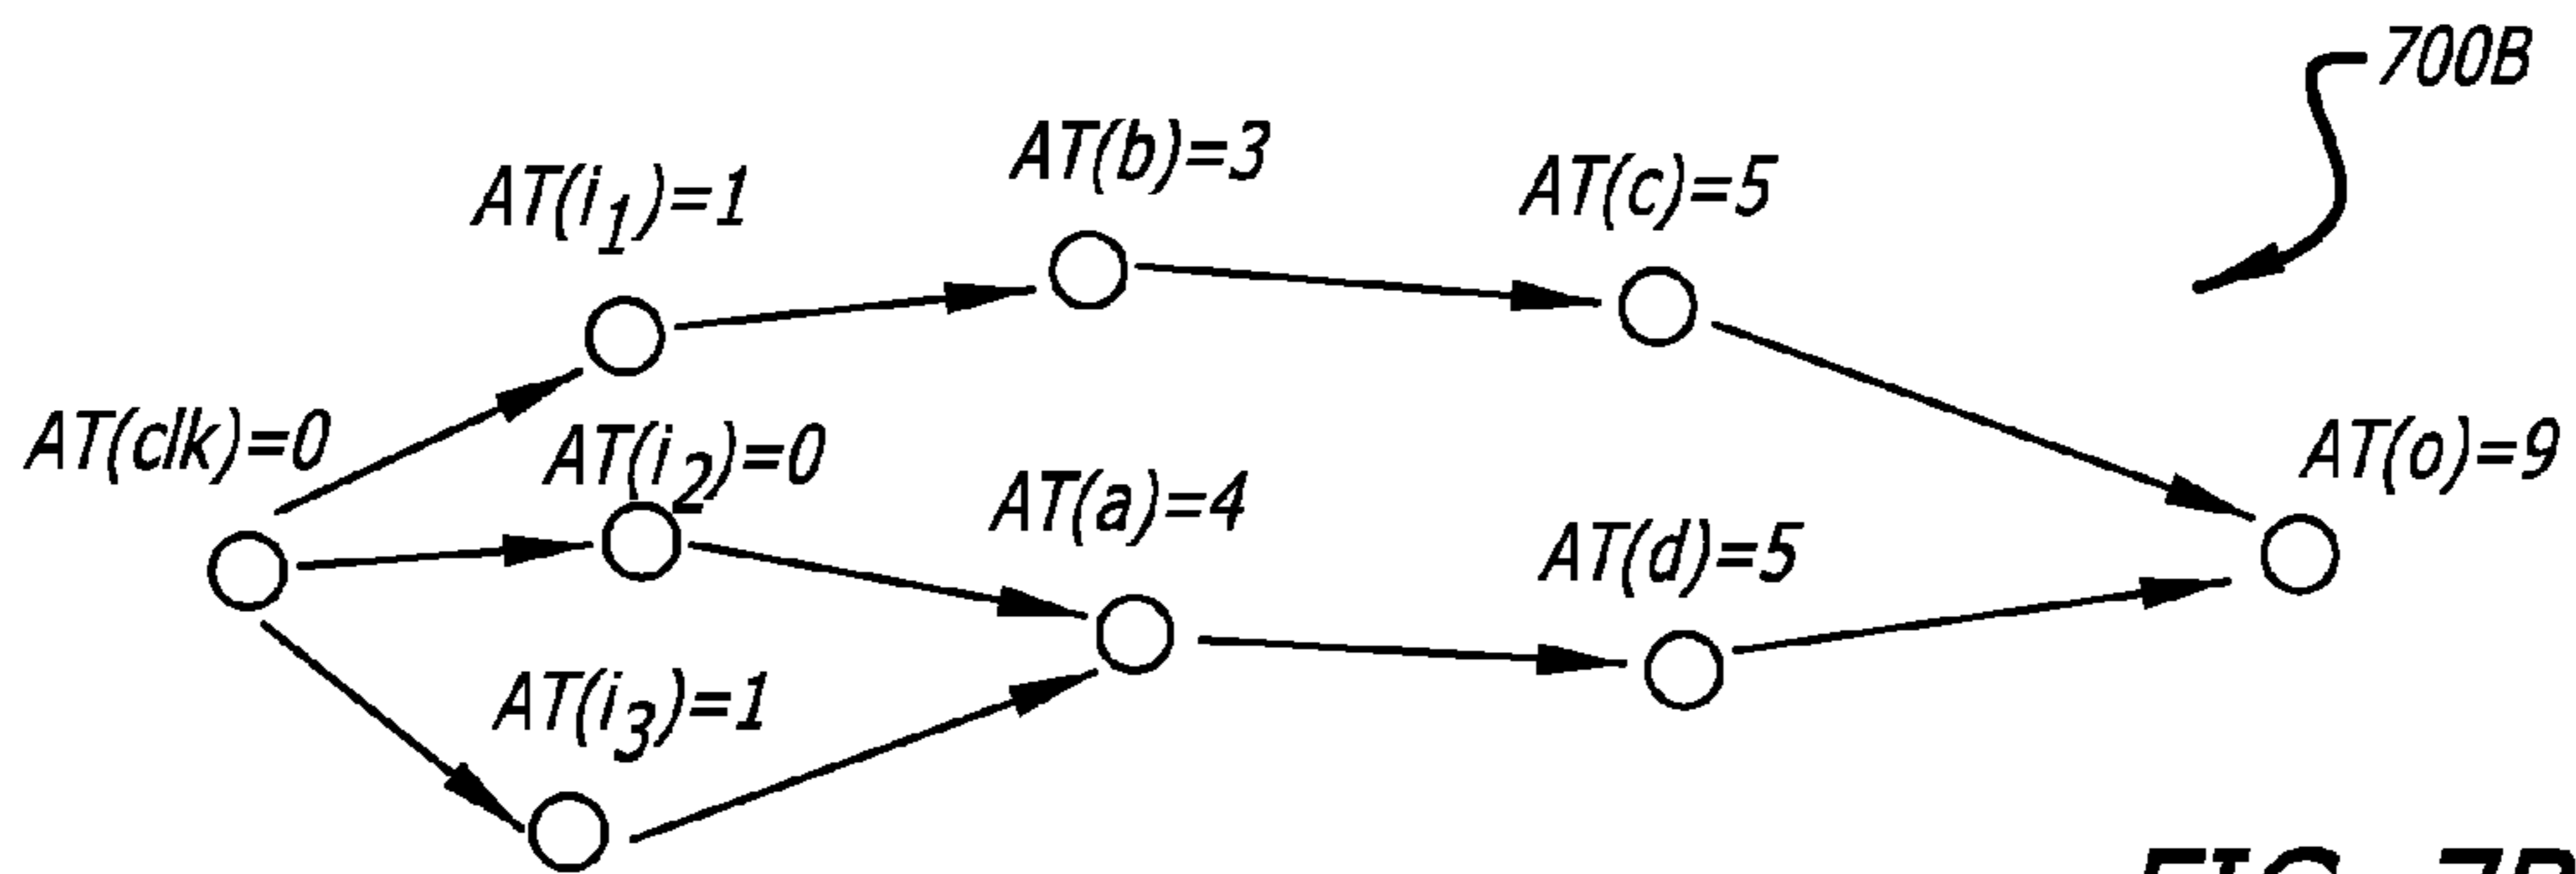 700B
AT(b)=3
AT(i1)=1
AT(c)=5
AT(clk)=0
AT(i2)=0
AT(o)=9
AT(a)=4
AT(d)=5
AT(i3)=1